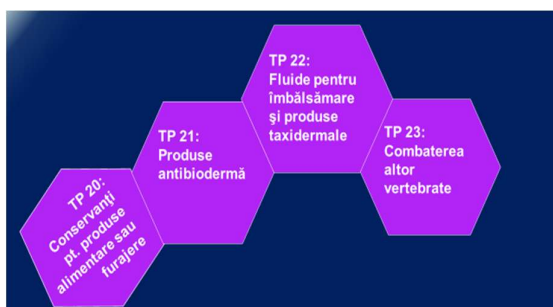 TP 20:
Conservanţi
pt. produse
alimentare sau
furajere
TP 21:
Produse
antibiodermă
TP 22:
Fluide pentru
îmbălsămare
şi produse
taxidermale
TP 23:
Combaterea
altor
vertebrate